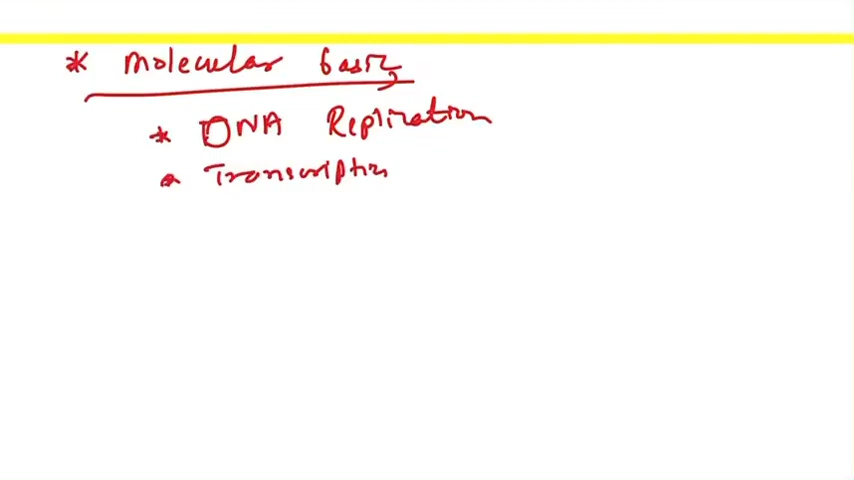 * Molecular basis
* DNA Replication
* Transcription